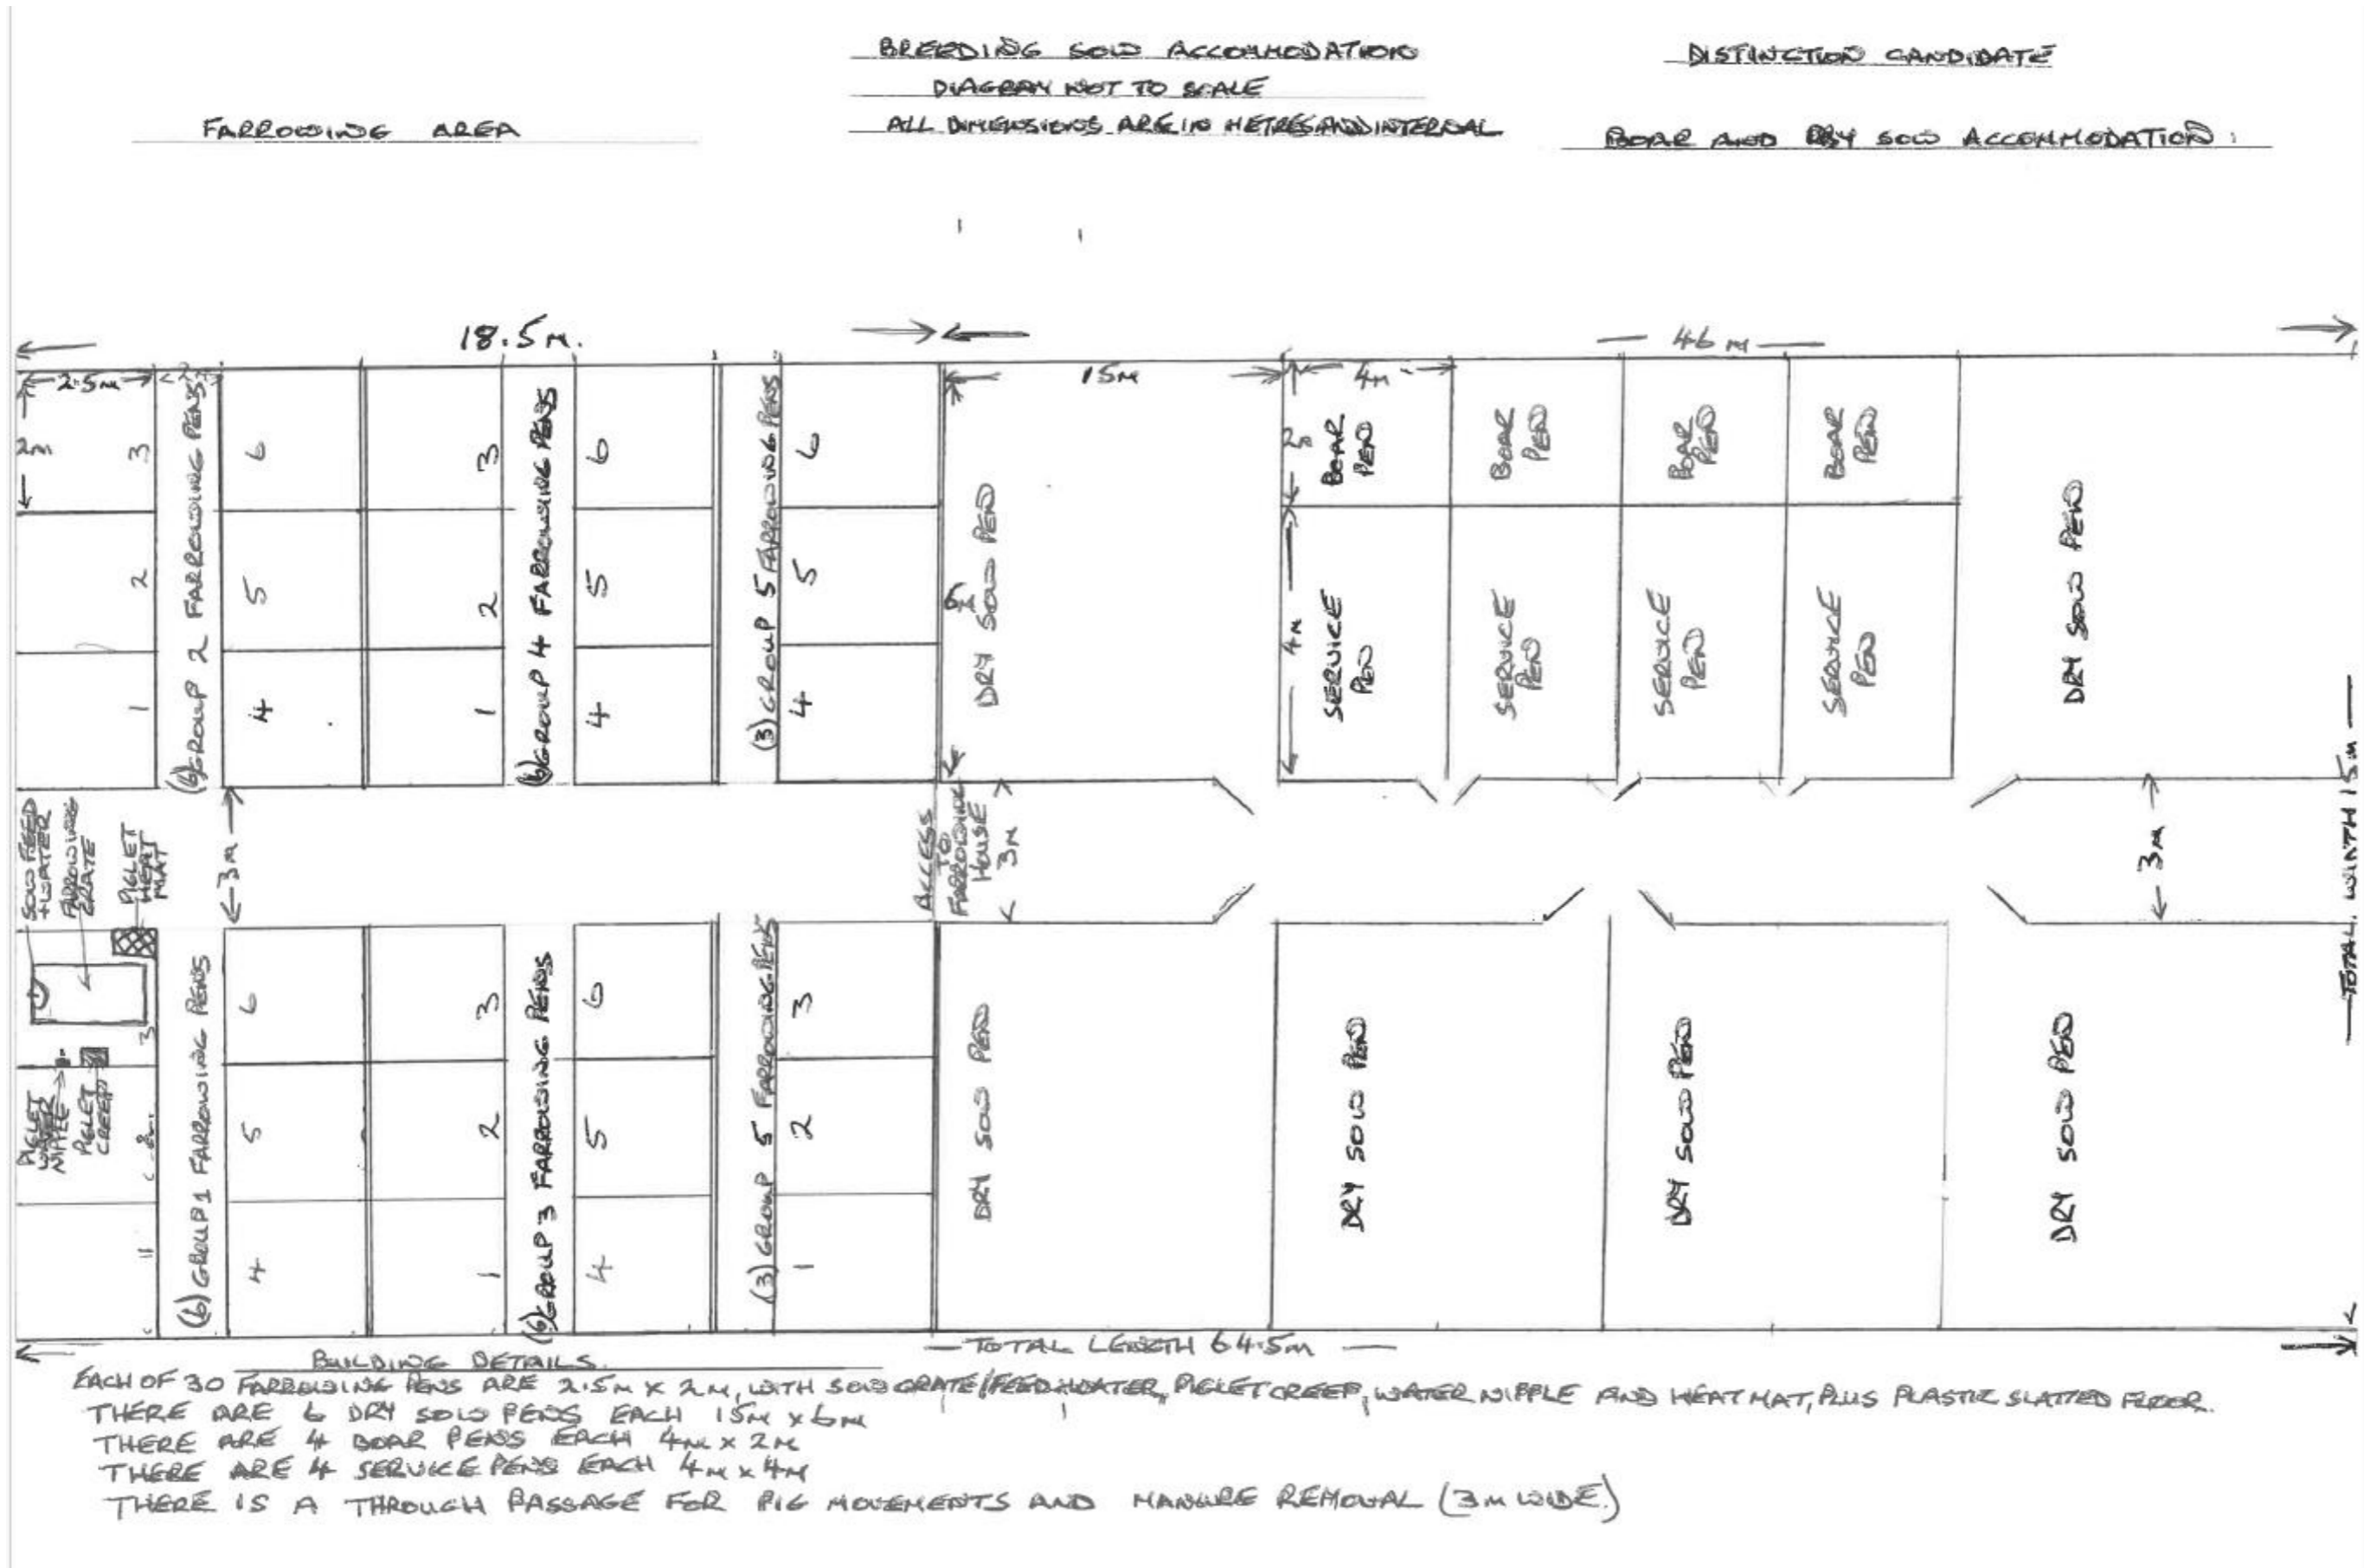 BREEDING SOW ACCOMMODATION
DISTINCTION CANDIDATE
DIAGRAM NOT TO SCALE
ALL DIMENSIONS ARE IN METRES AND INTERNAL
FARROWING AREA
BOAR AND DRY SOW ACCOMMODATION:
18.5 M.
46 M
2.5M
2M
15M
4M
2m
3
2
1
(6) GROUP 2 FARROWING PENS
6
5
4
3
2
1
(6) GROUP 4 FARROWING PENS
6
5
4
(3) GROUP 5 FARROWING PENS
6
5
4
DRY SOW PEN
6M
2M
BOAR PEN
BOAR PEN
BOAR PEN
BOAR PEN
4M
SERVICE PEN
SERVICE PEN
SERVICE PEN
SERVICE PEN
DRY SOW PEN
SOW FEED + WATER
FARROWING CRATE
PIGLET HEAT MAT
3M
ACCESS TO FARROWING HOUSE
3M
3M
TOTAL WIDTH 15M
3
PIGLET WATER NIPPLE
PIGLET CREEP
2
1
(6) GROUP 1 FARROWING PENS
6
5
4
3
2
1
(6) GROUP 3 FARROWING PENS
6
5
4
(3) GROUP 5 FARROWING PENS
3
2
1
DRY SOW PEN
DRY SOW PEN
DRY SOW PEN
DRY SOW PEN
TOTAL LENGTH 64.5m
BUILDING DETAILS.
EACH OF 30 FARROWING PENS ARE 2.5M X 2M, WITH SOW CRATE/FEED+WATER, PIGLET CREEP, WATER NIPPLE AND HEAT MAT, PLUS PLASTIC SLATTED FLOOR.
THERE ARE 6 DRY SOW PENS EACH 15M X 6M
THERE ARE 4 BOAR PENS EACH 4M X 2M
THERE ARE 4 SERVICE PENS EACH 4M X 4M
THERE IS A THROUGH PASSAGE FOR PIG MOVEMENTS AND MANURE REMOVAL (3M WIDE.)